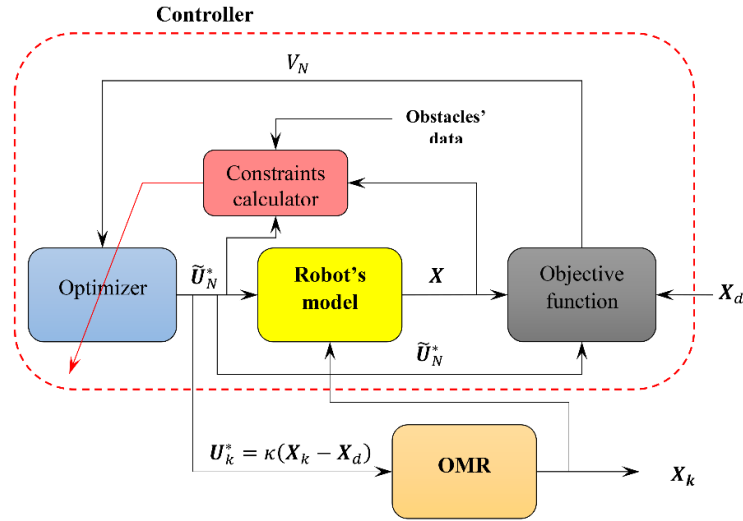 Controller
V_N
Obstacles'
data
Constraints
calculator
Optimizer
Ũ*_N
Robot's
model
X
Objective
function
X_d
Ũ*_N
U*_k = κ(X_k − X_d)
OMR
X_k